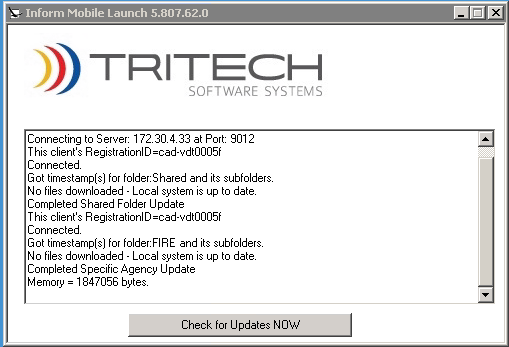 Inform Mobile Launch 5.807.62.0
TRITECH
SOFTWARE SYSTEMS
Connecting to Server: 172.30.4.33 at Port: 9012
This client's RegistrationID=cad-vdt0005f
Connected.
Got timestamp(s) for folder:Shared and its subfolders.
No files downloaded - Local system is up to date.
Completed Shared Folder Update
This client's RegistrationID=cad-vdt0005f
Connected.
Got timestamp(s) for folder:FIRE and its subfolders.
No files downloaded - Local system is up to date.
Completed Specific Agency Update
Memory = 1847056 bytes.
Check for Updates NOW